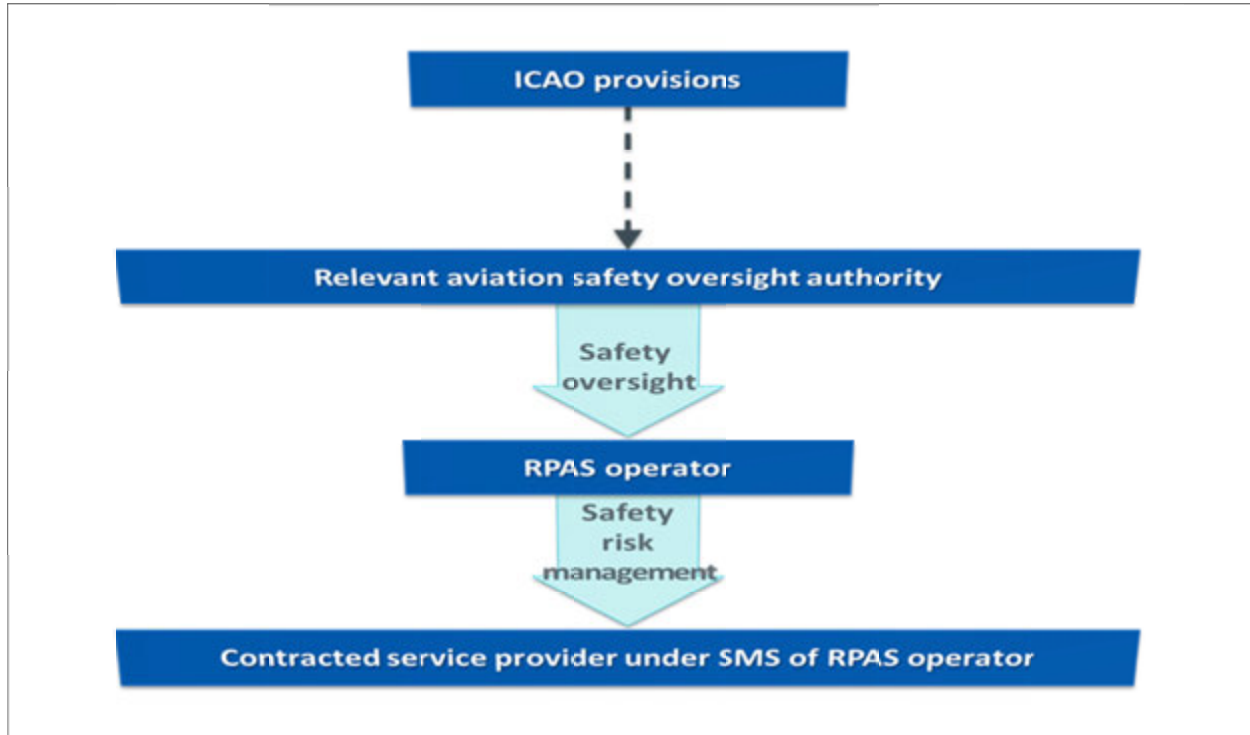 ICAO provisions
Relevant aviation safety oversight authority
Safety
oversight
RPAS operator
Safety
risk
management
Contracted service provider under SMS of RPAS operator